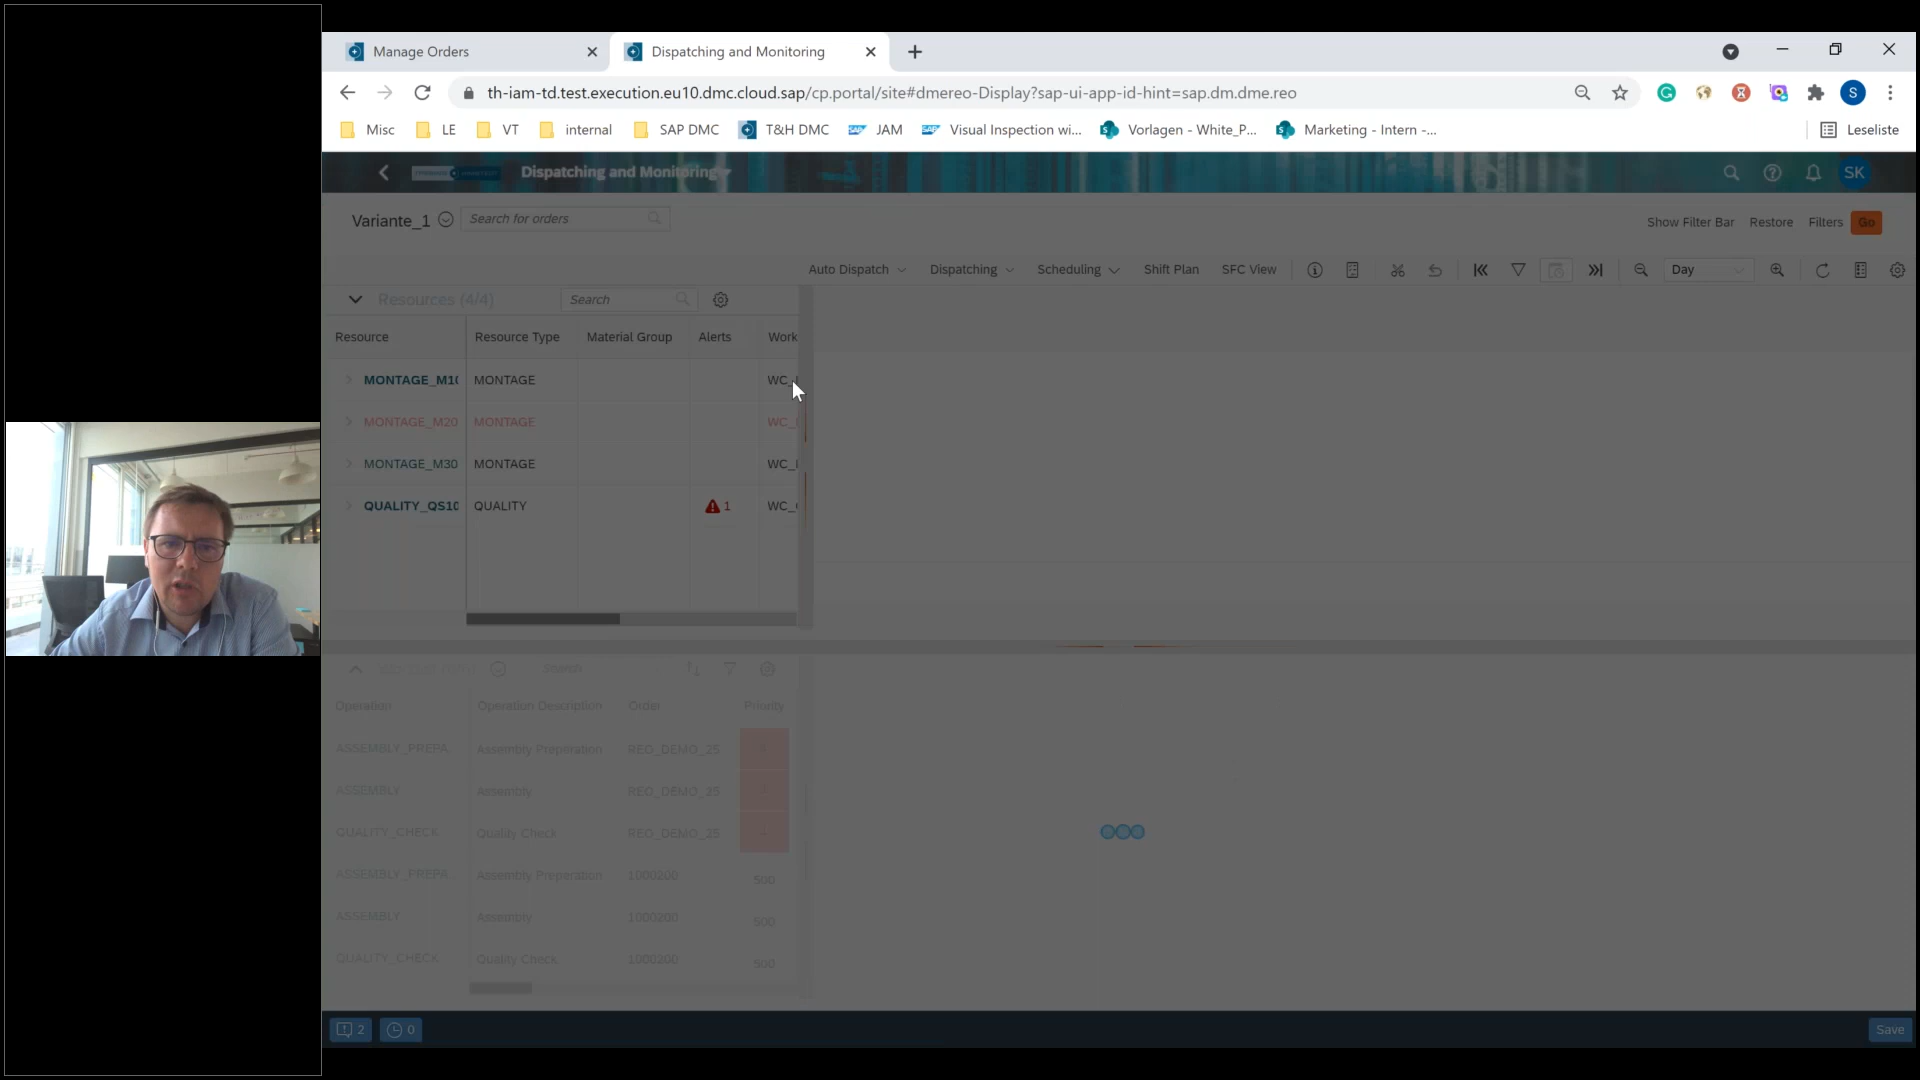 Manage Orders
Dispatching and Monitoring
th-iam-td.test.execution.eu10.dmc.cloud.sap/cp.portal/site#dmereo-Display?sap-ui-app-id-hint=sap.dm.dme.reo
S
Misc
LE
VT
internal
SAP DMC
T&H DMC
JAM
Visual Inspection wi...
Vorlagen - White_P...
Marketing - Intern -...
Leseliste
Dispatching and Monitoring
SK
Variante_1
Search for orders
Show Filter Bar
Restore
Filters
Go
Auto Dispatch
Dispatching
Scheduling
Shift Plan
SFC View
Day
Resources (4/4)
Search
Resource
Resource Type
Material Group
Alerts
Work
MONTAGE_M10
MONTAGE
WC_
MONTAGE_M20
MONTAGE
WC_
MONTAGE_M30
MONTAGE
WC_
QUALITY_QS10
QUALITY
1
WC_
Search
Operation
Operation Description
Order
Priority
ASSEMBLY_PREPA...
Assembly Preperation
REO_DEMO_25
ASSEMBLY
Assembly
REO_DEMO_25
QUALITY_CHECK
Quality Check
REO_DEMO_25
ASSEMBLY_PREPA...
Assembly Preperation
1000200
500
ASSEMBLY
Assembly
1000200
500
QUALITY_CHECK
Quality Check
1000200
500
2
0
Save